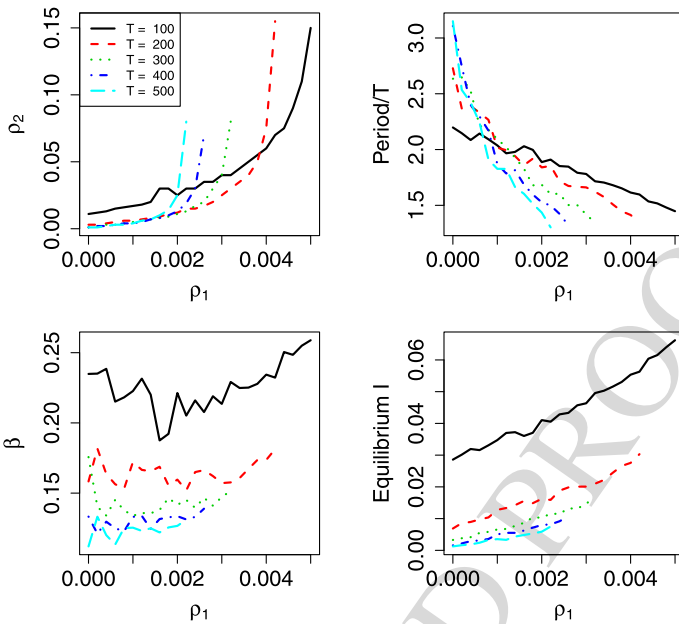 0.15
0.10
0.05
0.00
ρ2
T = 100
T = 200
T = 300
T = 400
T = 500
0.000
0.002
0.004
ρ1
3.0
2.5
2.0
1.5
Period/T
0.000
0.002
0.004
ρ1
0.25
0.20
0.15
β
0.000
0.002
0.004
ρ1
0.06
0.04
0.02
0.00
Equilibrium I
0.000
0.002
0.004
ρ1
D PROO